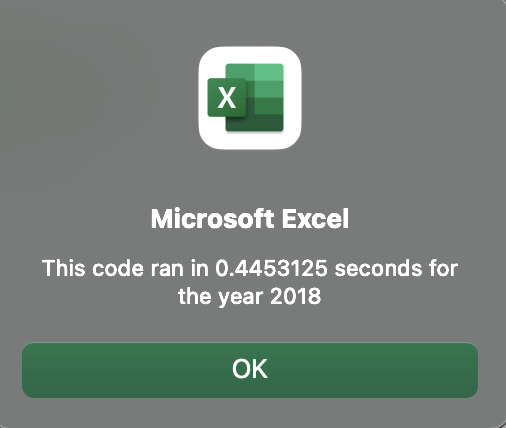 X
Microsoft Excel
This code ran in 0.4453125 seconds for
the year 2018
OK